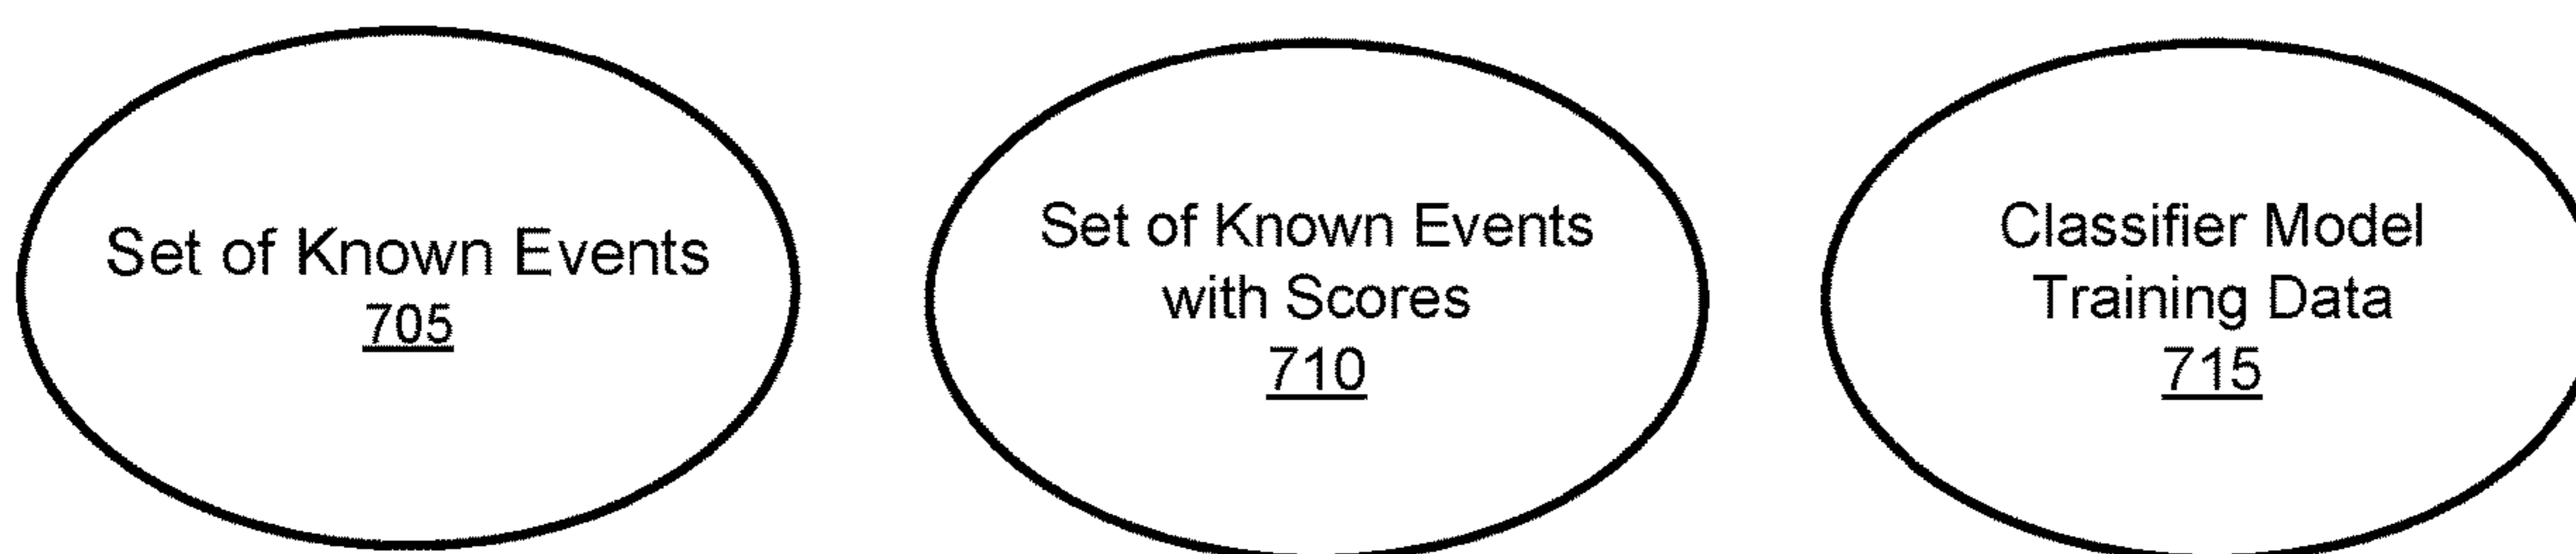 Set of Known Events
705
Set of Known Events
with Scores
710
Classifier Model
Training Data
715